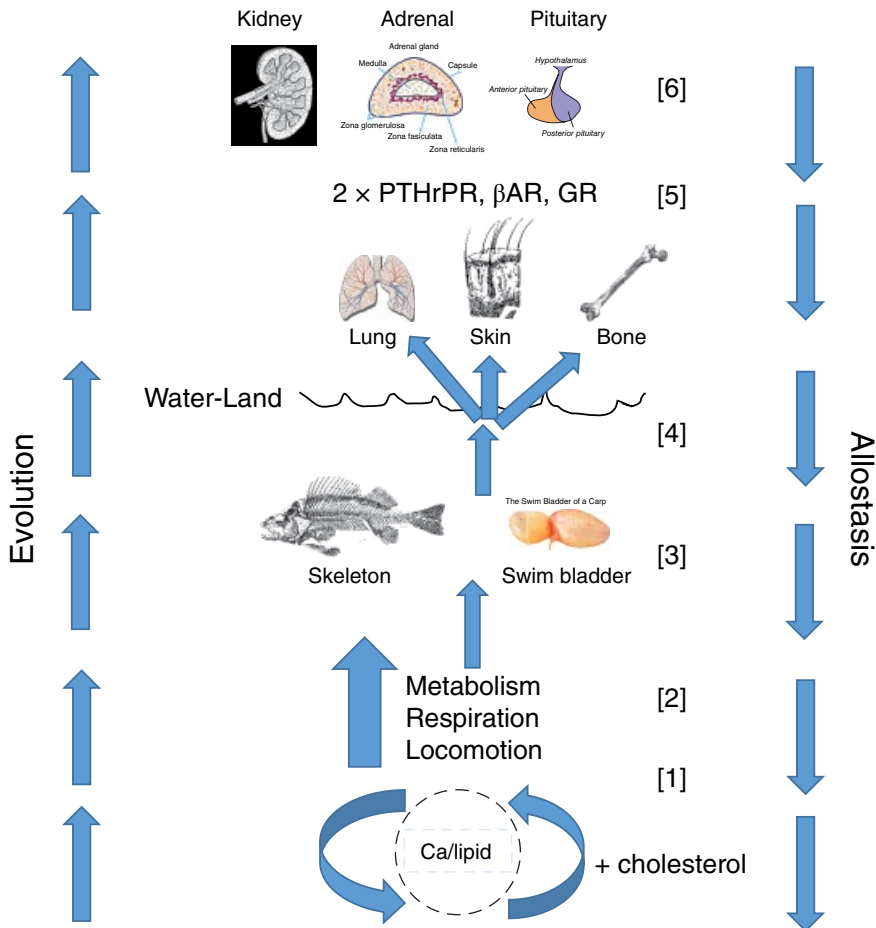 Kidney
Adrenal
Pituitary
Adrenal gland
Medulla
Capsule
Zona glomerulosa
Zona fasiculata
Zona reticularis
Hypothalamus
Anterior pituitary
Posterior pituitary
[6]
2 × PTHrPR, βAR, GR
[5]
Lung
Skin
Bone
Water-Land
[4]
Evolution
Allostasis
The Swim Bladder of a Carp
[3]
Skeleton
Swim bladder
Metabolism
Respiration
Locomotion
[2]
[1]
Ca/lipid
+ cholesterol